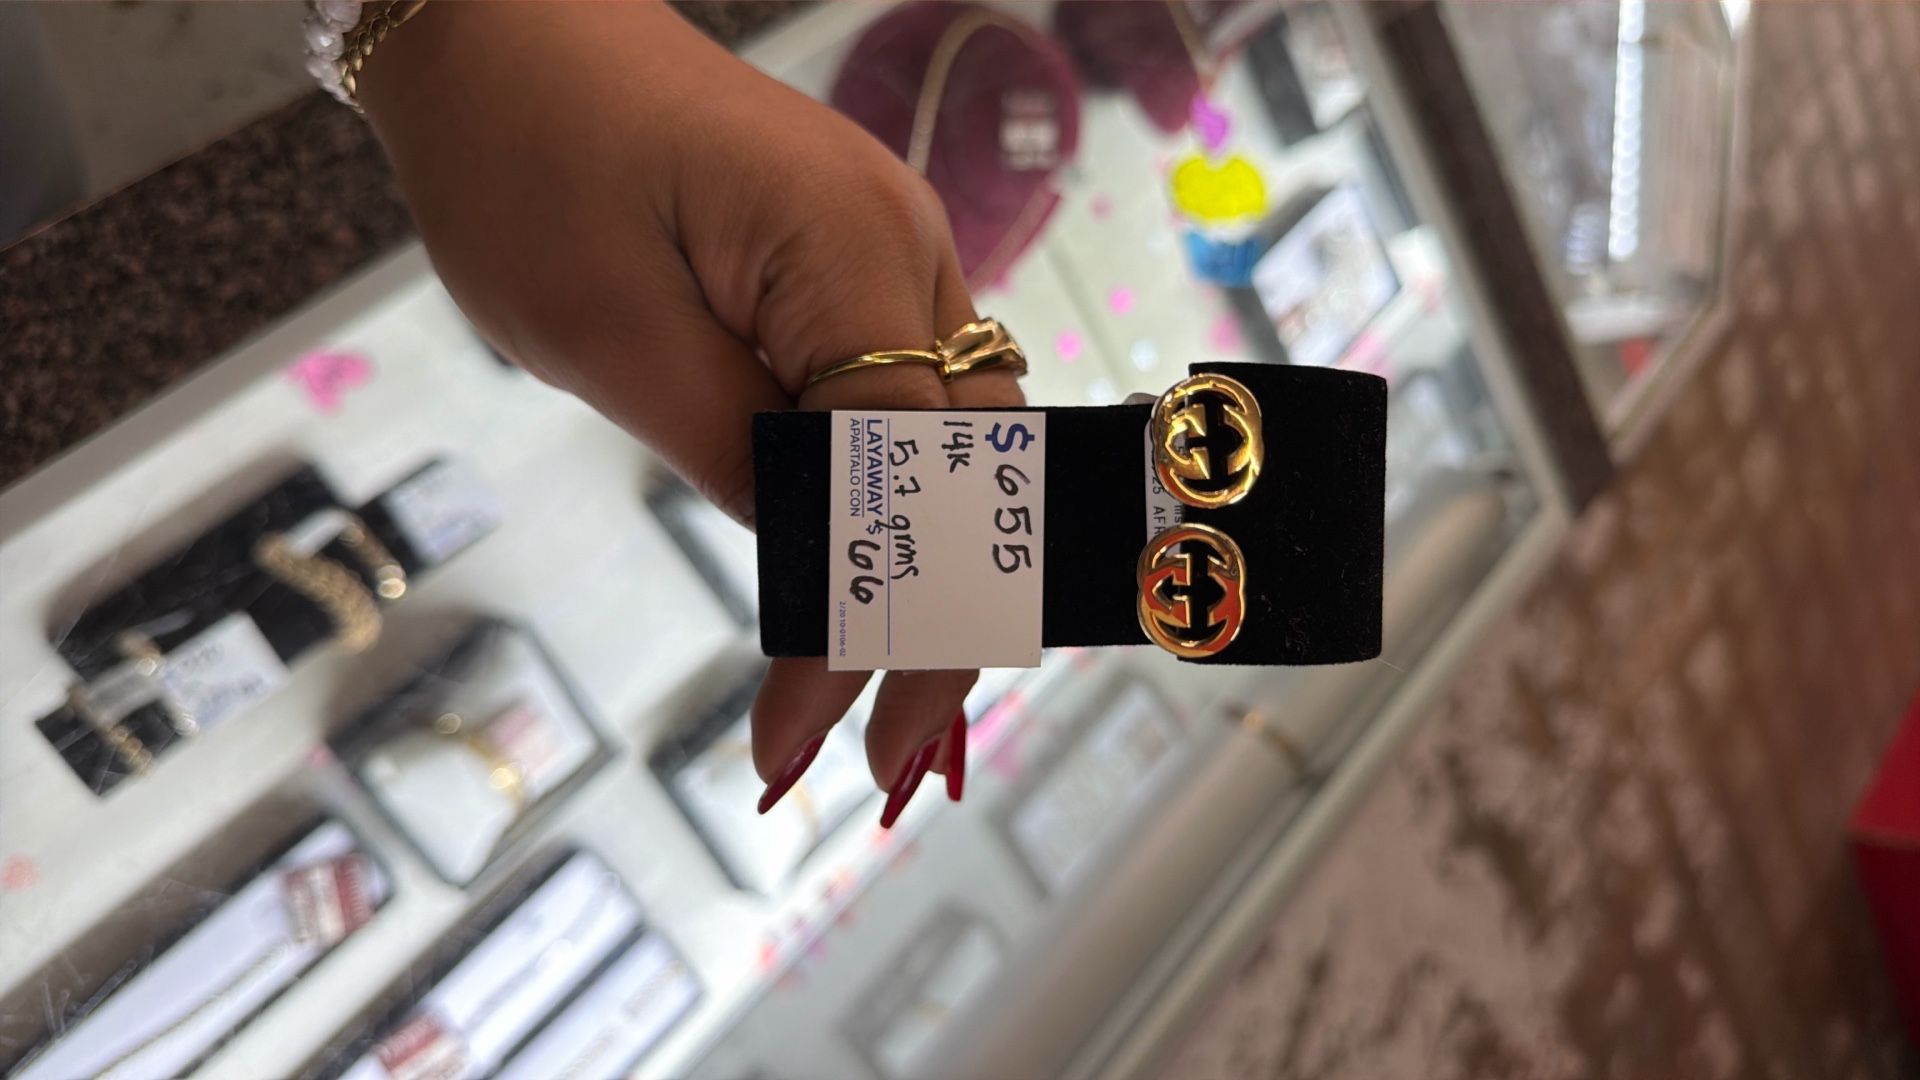 $ 655
14K
5.7 grms
LAYAWAY $ 66
APARTALO CON